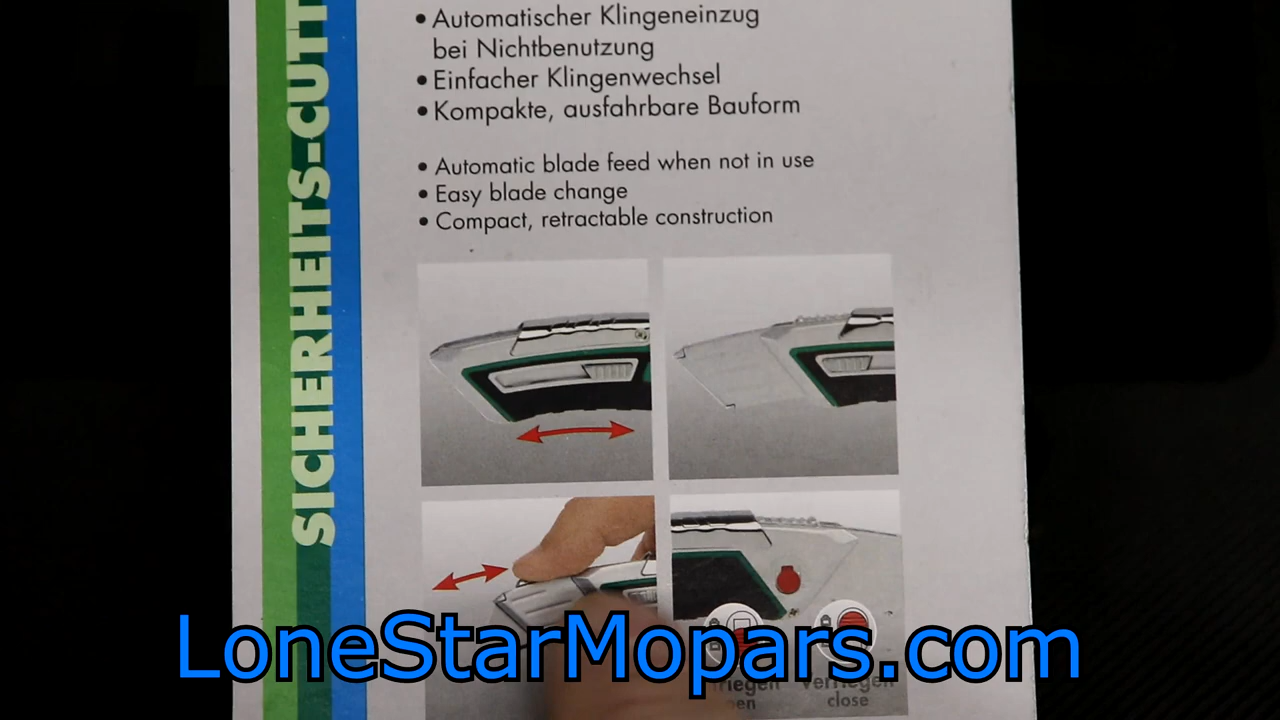 • Automatischer Klingeneinzug
bei Nichtbenutzung
• Einfacher Klingenwechsel
• Kompakte, ausfahrbare Bauform
• Automatic blade feed when not in use
• Easy blade change
• Compact, retractable construction
SICHERHEITS-CUTT
LoneStarMopars.com
close